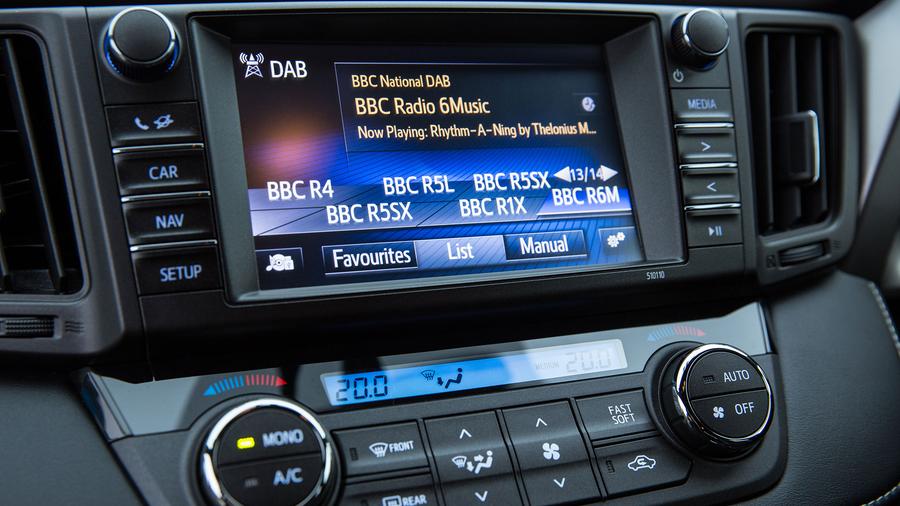 DAB
BBC National DAB
BBC Radio 6Music
Now Playing: Rhythm-A-Ning by Thelonius M...
BBC R4
BBC R5L
BBC R5SX
13/14
BBC R5SX
BBC R1X
BBC R6M
Favourites
List
Manual
CAR
NAV
SETUP
MEDIA
>
<
510110
20.0
MEDIUM
20.0
MONO
A/C
FRONT
REAR
FAST
SOFT
AUTO
OFF